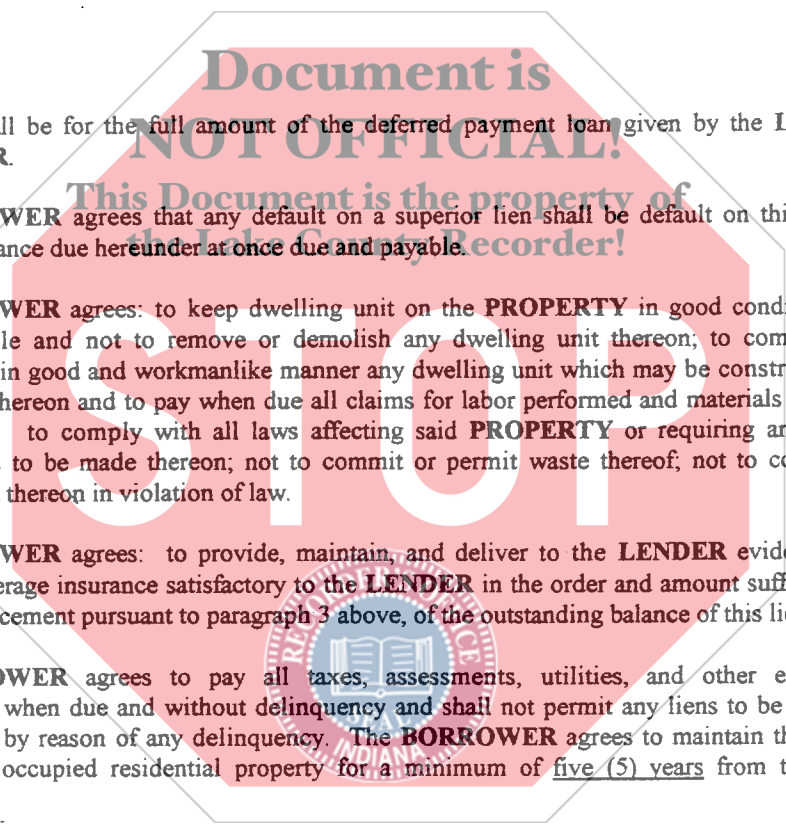 Document is
ll be for the full amount of the deferred payment loan given by the L
R.
NOT OFFICIAL!
This Document is the property of
WER agrees that any default on a superior lien shall be default on thi
ance due hereunder at once due and payable.
the Lake County Recorder!
WER agrees: to keep dwelling unit on the PROPERTY in good condi
le and not to remove or demolish any dwelling unit thereon; to com
in good and workmanlike manner any dwelling unit which may be constr
hereon and to pay when due all claims for labor performed and materials
to comply with all laws affecting said PROPERTY or requiring an
to be made thereon; not to commit or permit waste thereof; not to co
thereon in violation of law.
STOP
WER agrees: to provide, maintain, and deliver to the LENDER evide
erage insurance satisfactory to the LENDER in the order and amount suff
cement pursuant to paragraph 3 above, of the outstanding balance of this lie
OWER agrees to pay all taxes, assessments, utilities, and other e
when due and without delinquency and shall not permit any liens to be
by reason of any delinquency. The BORROWER agrees to maintain th
occupied residential property for a minimum of five (5) years from t
RECORDER'S OFFICE
SEAL
INDIANA